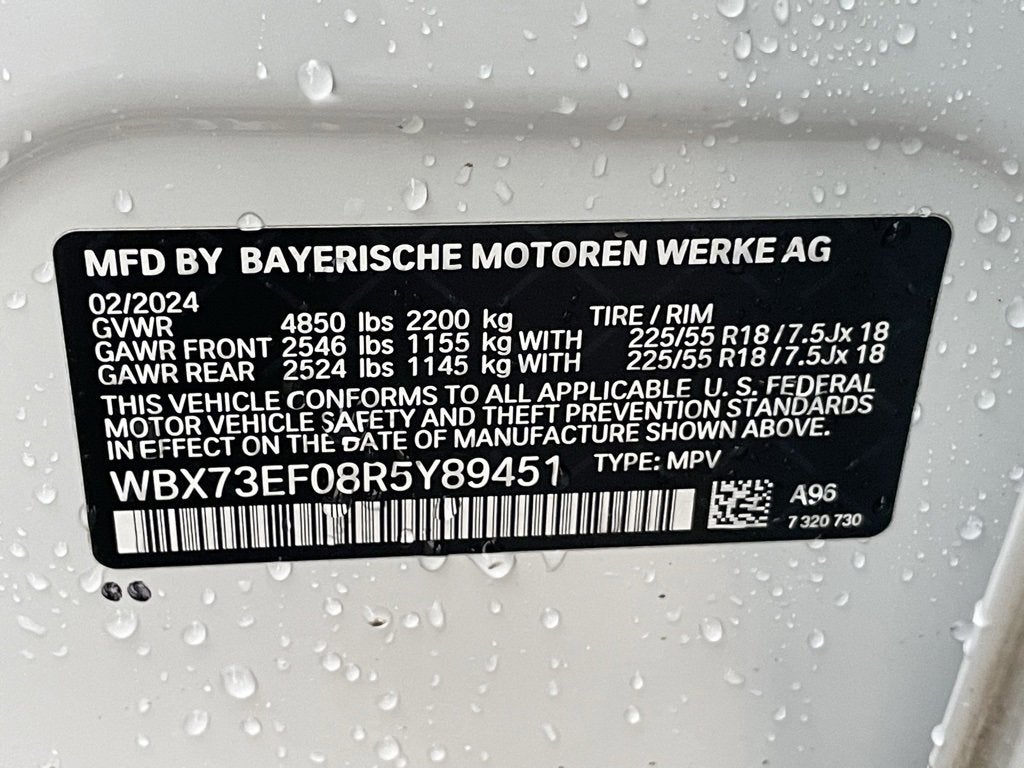 MFD BY BAYERISCHE MOTOREN WERKE AG
02/2024 TIRE / RIM
GVWR 4850 lbs 2200 kg
GAWR FRONT 2546 lbs 1155 kg WITH 225/55 R18 / 7.5Jx 18
GAWR REAR 2524 lbs 1145 kg WITH 225/55 R18 / 7.5Jx 18
THIS VEHICLE CONFORMS TO ALL APPLICABLE U. S. FEDERAL
MOTOR VEHICLE SAFETY AND THEFT PREVENTION STANDARDS
IN EFFECT ON THE DATE OF MANUFACTURE SHOWN ABOVE.
WBX73EF08R5Y89451 TYPE: MPV
A96
7 320 730